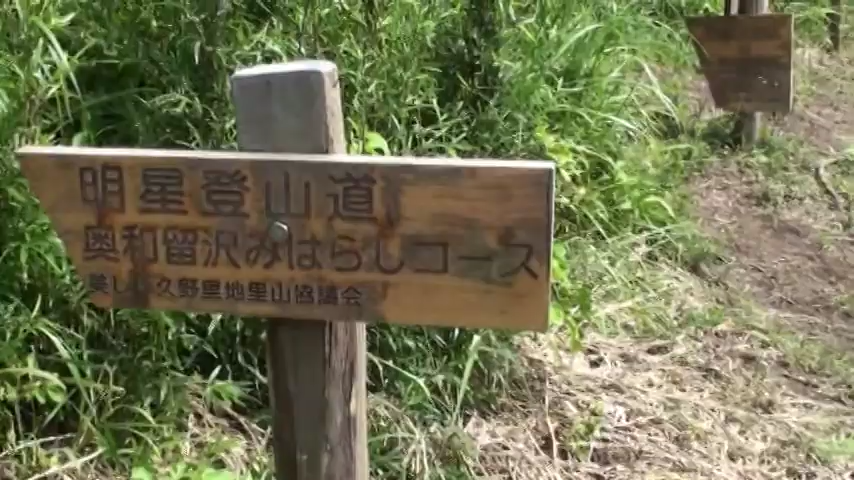 明星登山道
奥和留沢みはらしコース
美しい久野里地里山協議会